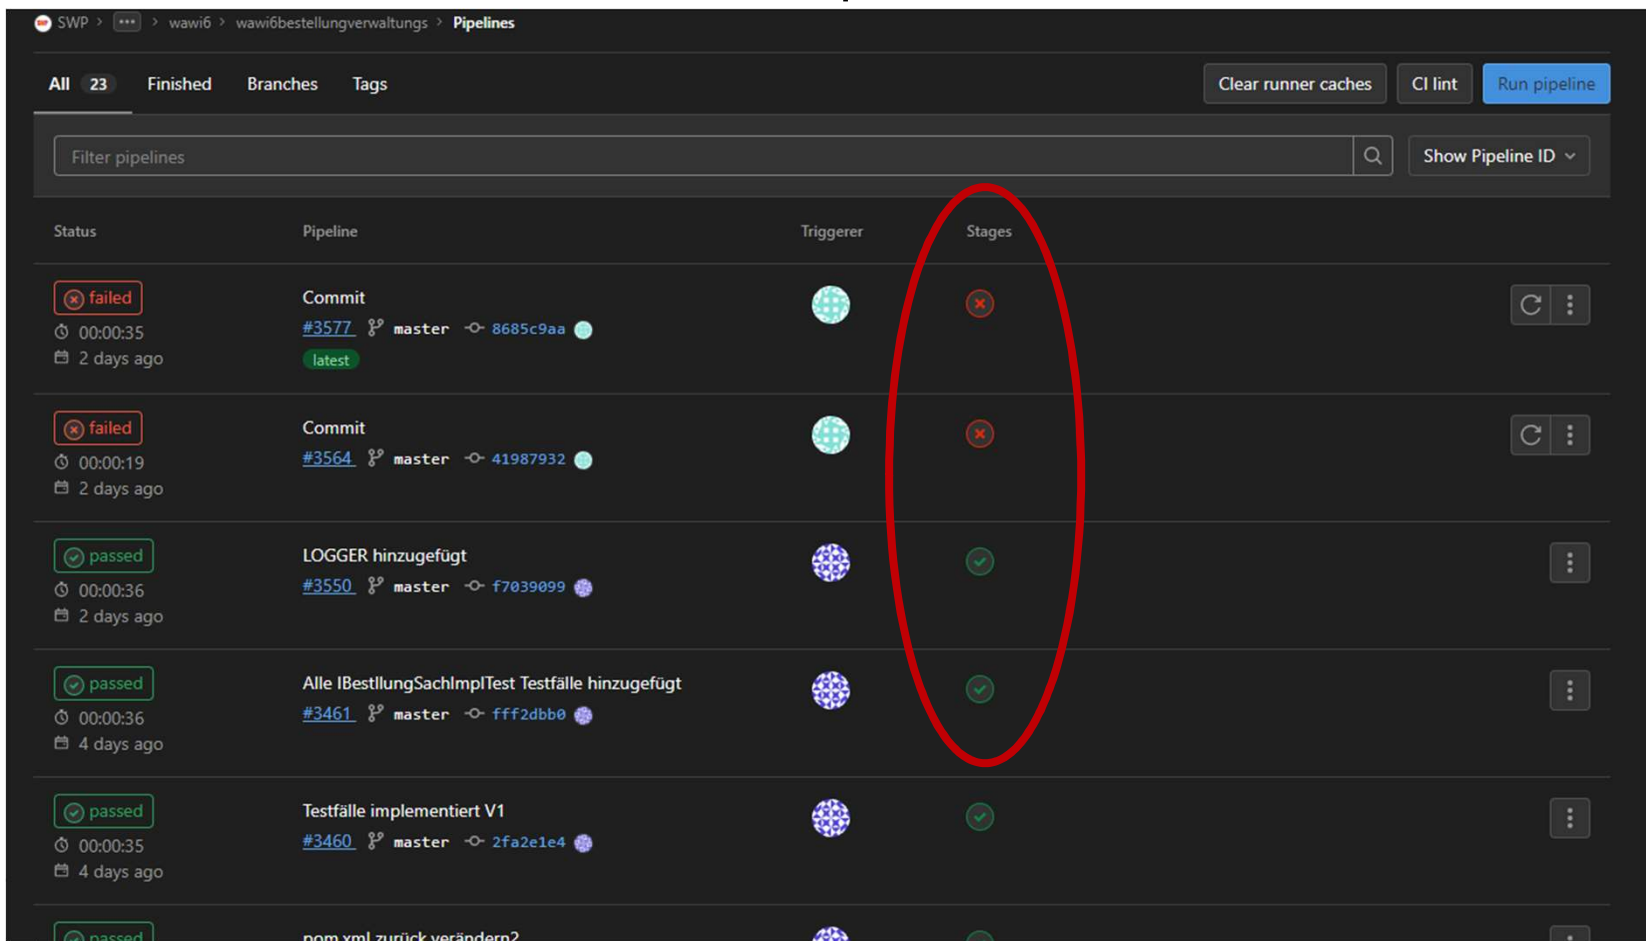 SWP > ··· > wawi6 > wawi6bestellungverwaltungs > Pipelines
All 23 Finished Branches Tags Clear runner caches CI lint Run pipeline
Filter pipelines Show Pipeline ID
Status Pipeline Triggerer Stages
failed Commit
00:00:35 #3577 master 8685c9aa
2 days ago latest
failed Commit
00:00:19 #3564 master 41987932
2 days ago
passed LOGGER hinzugefügt
00:00:36 #3550 master f7039099
2 days ago
passed Alle IBestllungSachImplTest Testfälle hinzugefügt
00:00:36 #3461 master fff2dbb0
4 days ago
passed Testfälle implementiert V1
00:00:35 #3460 master 2fa2e1e4
4 days ago
passed pom.xml zurück verändern2